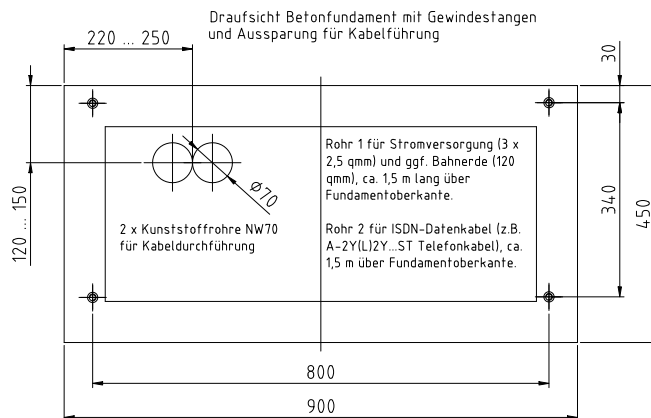 Draufsicht Betonfundament mit Gewindestangen
und Aussparung für Kabelführung
220 ... 250
30
120 ... 150
ø70
Rohr 1 für Stromversorgung (3 x
2,5 qmm) und ggf. Bahnerde (120
qmm), ca. 1,5 m lang über
Fundamentoberkante.
2 x Kunststoffrohre NW70
für Kabeldurchführung
Rohr 2 für ISDN-Datenkabel (z.B.
A-2Y(L)2Y...ST Telefonkabel), ca.
1,5 m über Fundamentoberkante.
340
450
800
900